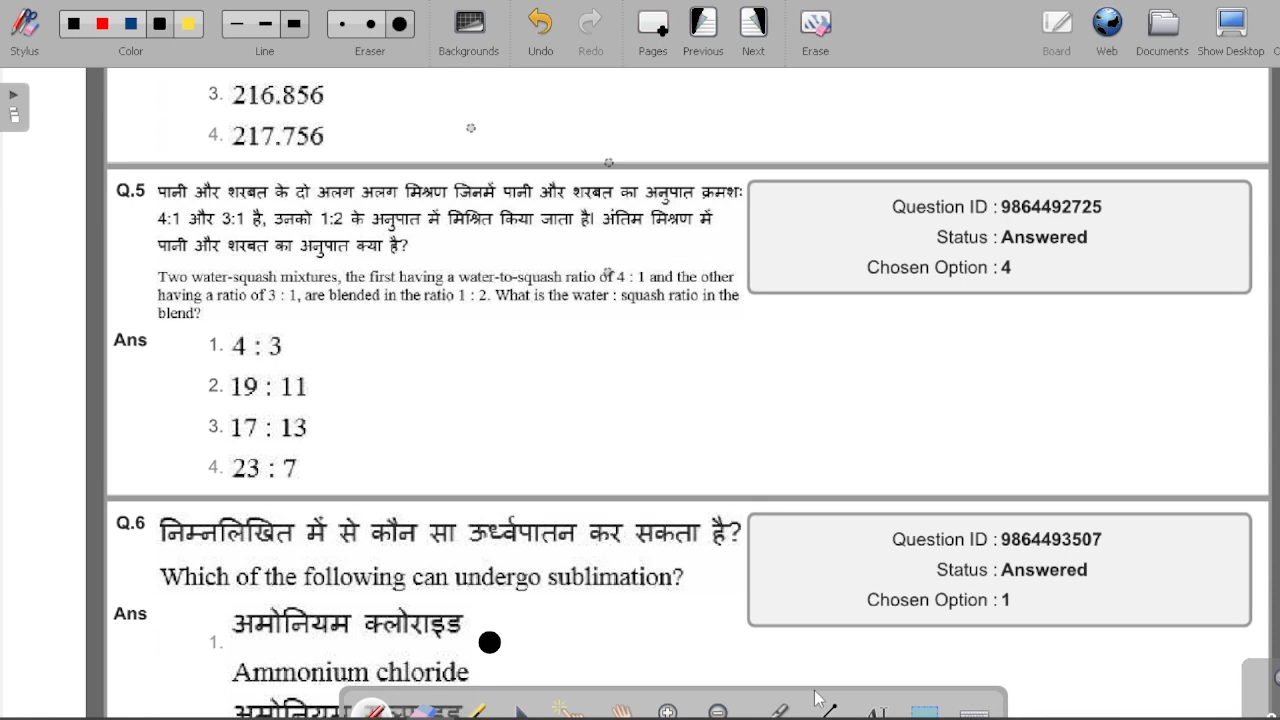 Stylus
Color
Line
Eraser
Backgrounds
Undo
Redo
Pages
Previous
Next
Erase
Board
Web
Documents
Show Desktop
3. 216.856
4. 217.756
Q.5 पानी और शरबत के दो अलग अलग मिश्रण जिनमें पानी और शरबत का अनुपात क्रमशः
4:1 और 3:1 है, उनको 1:2 के अनुपात में मिश्रित किया जाता है। अंतिम मिश्रण में
पानी और शरबत का अनुपात क्या है?
Two water-squash mixtures, the first having a water-to-squash ratio of 4 : 1 and the other
having a ratio of 3 : 1, are blended in the ratio 1 : 2. What is the water : squash ratio in the
blend?
Question ID : 9864492725
Status : Answered
Chosen Option : 4
Ans
1. 4 : 3
2. 19 : 11
3. 17 : 13
4. 23 : 7
Q.6 निम्नलिखित में से कौन सा ऊर्ध्वपातन कर सकता है?
Which of the following can undergo sublimation?
Question ID : 9864493507
Status : Answered
Chosen Option : 1
Ans
1. अमोनियम क्लोराइड
Ammonium chloride